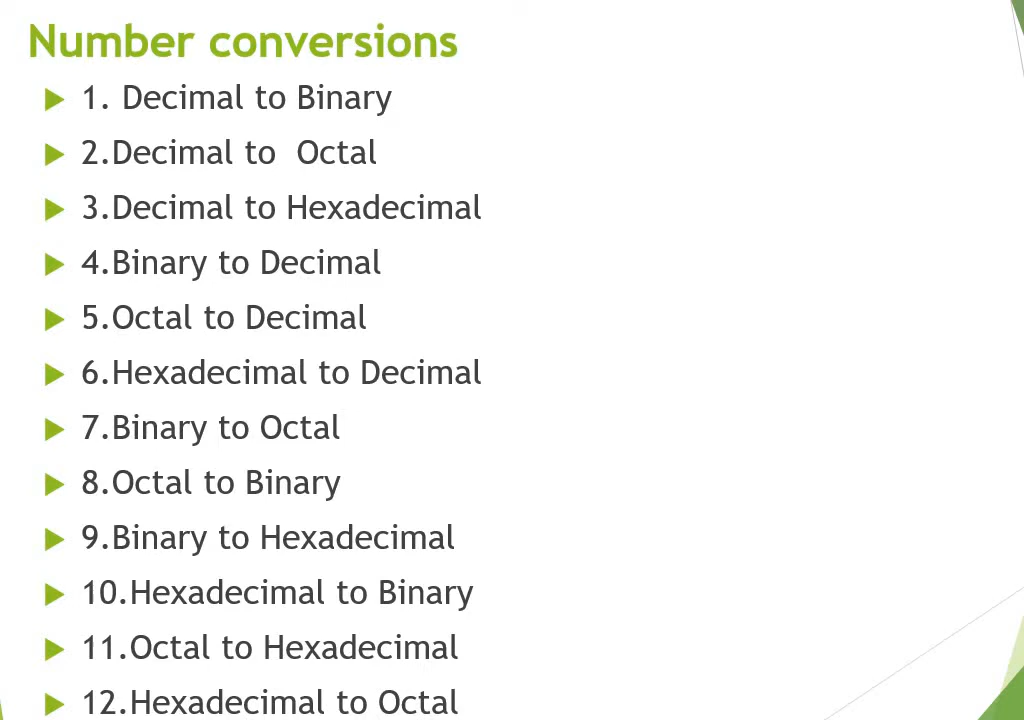 Number conversions
1. Decimal to Binary
2.Decimal to  Octal
3.Decimal to Hexadecimal
4.Binary to Decimal
5.Octal to Decimal
6.Hexadecimal to Decimal
7.Binary to Octal
8.Octal to Binary
9.Binary to Hexadecimal
10.Hexadecimal to Binary
11.Octal to Hexadecimal
12.Hexadecimal to Octal